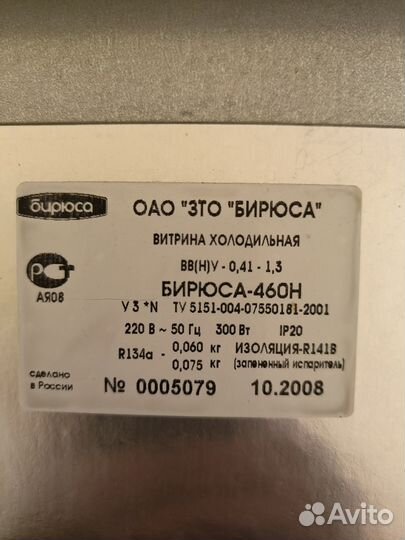 бирюса
ОАО "ЗТО "БИРЮСА"
ВИТРИНА ХОЛОДИЛЬНАЯ
ВВ(Н)У - 0,41 - 1,3
БИРЮСА-460Н
АЯ08
У 3 *N ТУ 5151-004-07550181-2001
220 В ~ 50 Гц 300 Вт IP20
R134a - 0,060 кг ИЗОЛЯЦИЯ-R141B
0,075 кг (запененный испаритель)
сделано
в России
№ 0005079 10.2008
Avito